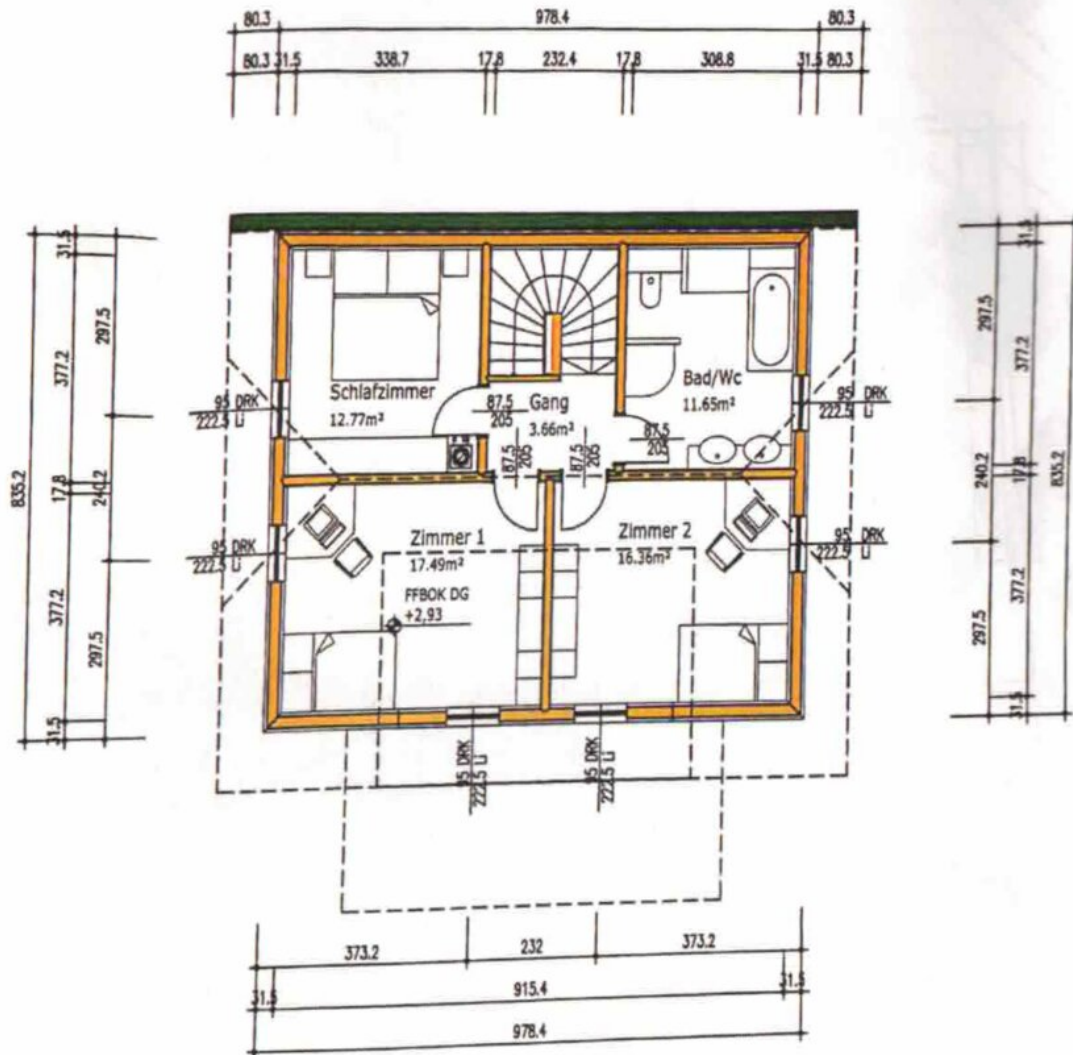 80.3 978.4 80.3
80.3 31.5 338.7 17.8 232.4 17.8 308.8 31.5 80.3
835.2
31.5
377.2
17.8
377.2
31.5
297.5
240.2
297.5
Schlafzimmer
12.77m²
Gang
3.66m²
Bad/Wc
11.65m²
87.5
205
87.5
205
87.5
205
87.5
205
95 DRK
222.5 Li
95 DRK
222.5 Li
95 DRK
222.5 Li
95 DRK
222.5 Li
Zimmer 1
17.49m²
FFBOK DG
+2,93
Zimmer 2
16.36m²
95 DRK
222.5 Li
95 DRK
222.5 Li
297.5
240.2
297.5
31.5
377.2
17.8
377.2
31.5
835.2
373.2 232 373.2
31.5 915.4 31.5
978.4